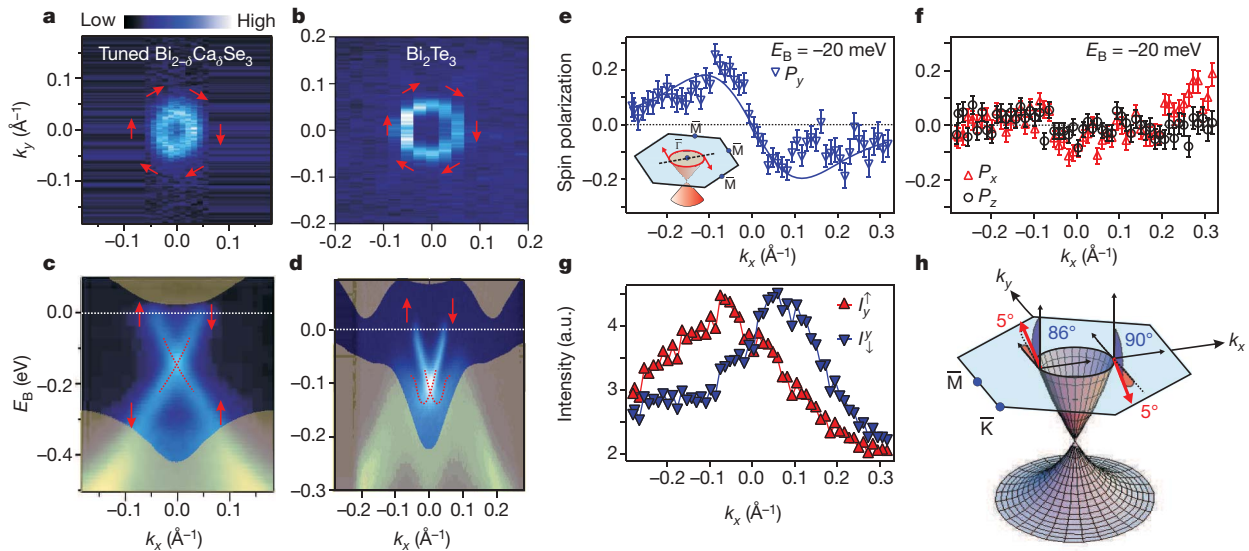 a
Low High
Tuned Bi2–δCaδSe3
ky (Å–1)
0.1
0.0
–0.1
–0.1 0.0 0.1
b
Bi2Te3
0.2
0.1
0.0
–0.1
–0.2
–0.2 –0.1 0.0 0.1 0.2
c
EB (eV)
0.0
–0.2
–0.4
–0.1 0.0 0.1
kx (Å–1)
d
0.0
–0.1
–0.2
–0.3
–0.2 –0.1 0.0 0.1 0.2
kx (Å–1)
e
EB = –20 meV
Py
Spin polarization
0.2
0.0
–0.2
M̄
Γ̄
M̄
M̄
–0.2 –0.1 0.0 0.1 0.2 0.3
kx (Å–1)
f
EB = –20 meV
0.2
0.0
–0.2
Px
Pz
–0.2 –0.1 0.0 0.1 0.2 0.3
kx (Å–1)
g
Intensity (a.u.)
4
3
2
Iy↑
Iy↓
–0.2 –0.1 0.0 0.1 0.2 0.3
kx (Å–1)
h
ky
5°
86°
90°
kx
M̄
K̄
5°